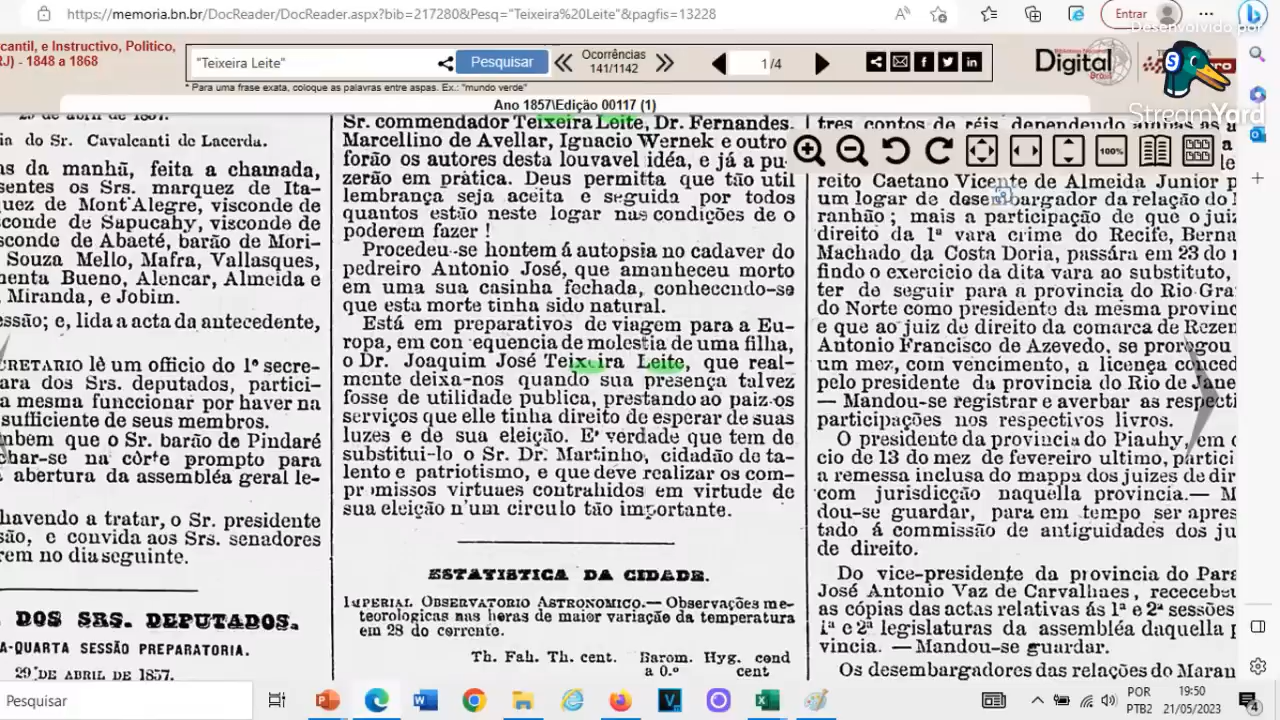 https://memoria.bn.br/DocReader/DocReader.aspx?bib=217280&Pesq="Teixeira%20Leite"&pagfis=13228
Entrar
Desenvolvido por
StreamYard
cantil, e Instructivo, Politico,
RJ) - 1848 a 1868
"Teixeira Leite"
Pesquisar
Ocorrências
141/1142
1/4
Digital
Brasil
* Para uma frase exata, coloque as palavras entre aspas. Ex.: "mundo verde"
Ano 1857\Edição 00117 (1)
100%
ia do Sr. Cavalcanti de Lacerda.
as da manhã, feita a chamada,
sentes os Srs. marquez de Ita-
uez de Mont'Alegre, visconde de
conde de Sapucahy, visconde de
sconde de Abaeté, barão de Mori-
Souza Mello, Mafra, Vallasques,
menta Bueno, Alencar, Almeida e
Miranda, e Jobim.
essão; e, lida a acta da antecedente,
CRETARIO lê um officio do 1º secre-
ara dos Srs. deputados, partici-
a mesma funccionar por haver na
sufficiente de seus membros.
mbem que o Sr. barão de Pindaré
char-se na côrte prompto para
abertura da assembléa geral le-
havendo a tratar, o Sr. presidente
são, e convida aos Srs. senadores
rem no dia seguinte.
DOS SRS. DEPUTADOS.
A-QUARTA SESSÃO PREPARATORIA.
29 DE ABRIL DE 1857.
Sr. commendador Teixeira Leite, Dr. Fernandes.
Marcellino de Avellar, Ignacio Wernek e outro
forão os autores desta louvavel idéa, e já a pu-
zerão em pratica. Deus permitta que tão util
lembrança seja aceita e seguida por todos
quantos estão neste logar nas condições de o
poderem fazer !
Procedeu-se hontem á autopsia no cadaver do
pedreiro Antonio José, que amanheceu morto
em uma sua casinha fechada, conhecendo-se
que esta morte tinha sido natural.
Está em preparativos de viagem para a Eu-
ropa, em con equencia de molestia de uma filha,
o Dr. Joaquim José Teixeira Leite, que real-
mente deixa-nos quando sua presença talvez
fosse de utilidade publica, prestando ao paiz os
serviços que elle tinha direito de esperar de suas
luzes e de sua eleição. E' verdade que tem de
substitui-lo o Sr. Dr. Martinho, cidadão de ta-
lento e patriotismo, e que deve realizar os com-
pr missos virtuaes contrahidos em virtude de
sua eleição n'um circulo tão importante.
ESTATISTICA DA CIDADE.
IMPERIAL OBSERVATORIO ASTRONOMICO.— Observações me-
teorologicas nas horas de maior variação da temperatura
em 28 do corrente.
Th. Fah. Th. cent. Barom. Hyg. cond
a 0.º cent
tres contos de réis, dependendo
reito Caetano Vicente de Almeida Junior p
um logar de desembargador da relação do
ranhão ; mais a participação de que o juiz
direito da 1ª vara crime do Recife, Berna
Machado da Costa Doria, passára em 23 do
findo o exercicio da dita vara ao substituto,
ter de seguir para a provincia do Rio Gra
do Norte como presidente da mesma provinc
e que ao juiz de direito da comarca de Rezen
Antonio Francisco de Azevedo, se prorogou
um mez, com vencimento, a licença conced
pelo presidente da provincia do Rio de Jane
— Mandou-se registrar e averbar as respecti
participações nos respectivos livros.
O presidente da provincia do Piauhy, em
cio de 13 do mez de fevereiro ultimo, partici
a remessa inclusa do mappa dos juizes de dir
com jurisdicção naquella provincia.— M
dou-se guardar, para em tempo ser apres
tado á commissão de antiguidades dos ju
de direito.
Do vice-presidente da provincia do Par
José Antonio Vaz de Carvalhaes, rececebeu
as cópias das actas relativas ás 1ª e 2ª sessões
1ª e 2ª legislaturas da assembléa daquella p
vincia. — Mandou-se guardar.
Os desembargadores das relações do Maran
Pesquisar
POR
PTB2
19:50
21/05/2023
4